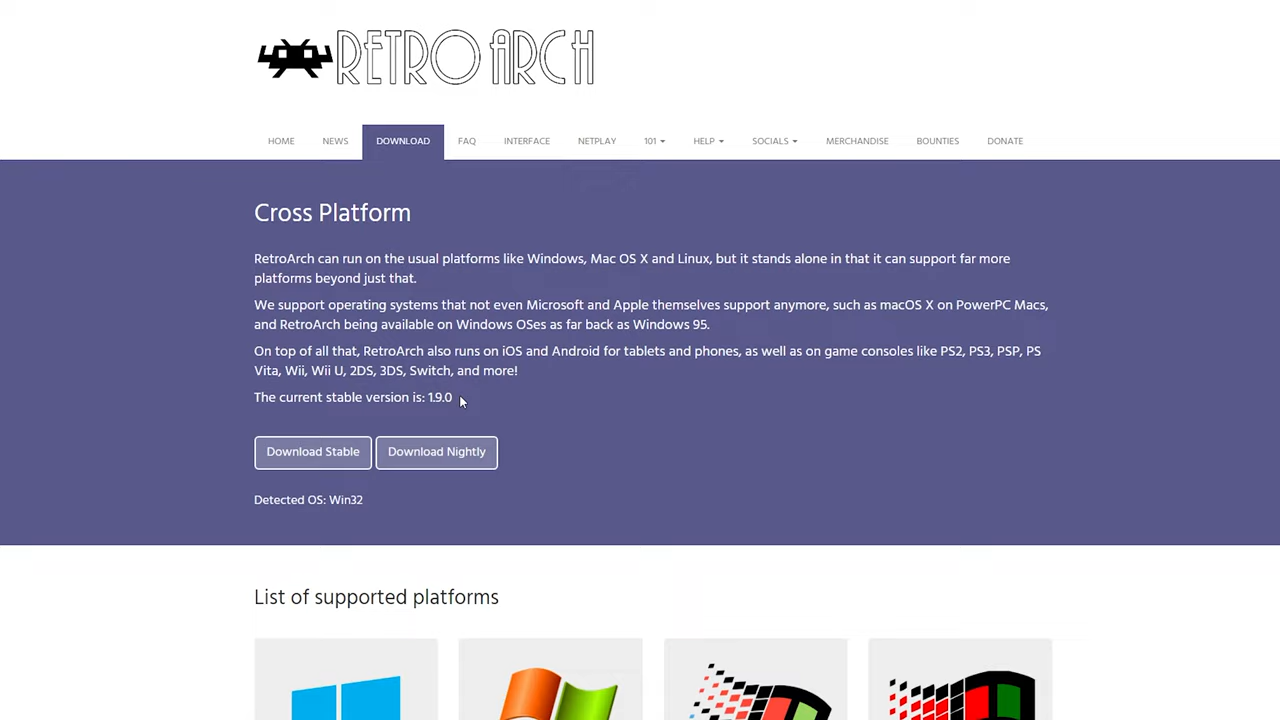 RETROARCH
HOME NEWS DOWNLOAD FAQ INTERFACE NETPLAY 101 HELP SOCIALS MERCHANDISE BOUNTIES DONATE
Cross Platform
RetroArch can run on the usual platforms like Windows, Mac OS X and Linux, but it stands alone in that it can support far more
platforms beyond just that.
We support operating systems that not even Microsoft and Apple themselves support anymore, such as macOS X on PowerPC Macs,
and RetroArch being available on Windows OSes as far back as Windows 95.
On top of all that, RetroArch also runs on iOS and Android for tablets and phones, as well as on game consoles like PS2, PS3, PSP, PS
Vita, Wii, Wii U, 2DS, 3DS, Switch, and more!
The current stable version is: 1.9.0
Download Stable Download Nightly
Detected OS: Win32
List of supported platforms